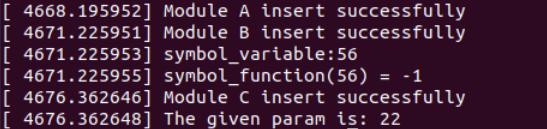 [ 4668.195952] Module A insert successfully
[ 4671.225951] Module B insert successfully
[ 4671.225953] symbol_variable:56
[ 4671.225955] symbol_function(56) = -1
[ 4676.362646] Module C insert successfully
[ 4676.362648] The given param is: 22